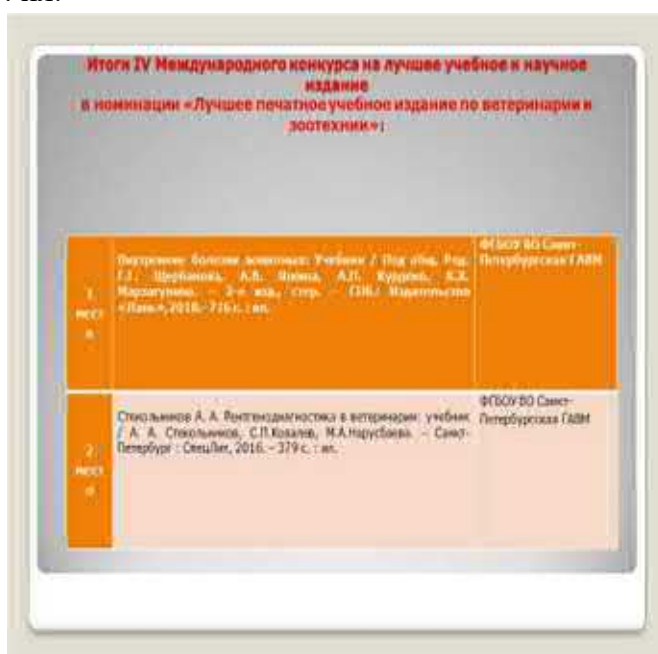 Итоги IV Международного конкурса на лучшее учебное и научное
издание
в номинации «Лучшее печатное учебное издание по ветеринарии и
зоотехнии»:
1
мест
о
Внутренние болезни животных: Учебник / Под общ. Ред.
Г.Г. Щербакова, А.В. Яшина, А.П. Курдеко, К.Х.
Мурзагулова. – 2-е изд., стер. – СПб.: Издательство
«Лань», 2018.- 716 с. : ил.
ФГБОУ ВО Санкт-
Петербургская ГАВМ
2
мест
о
Стекольников А. А. Рентгенодиагностика в ветеринарии: учебник
/ А. А. Стекольников, С.П.Ковалев, М.А.Нарусбаева. – Санкт-
Петербург : СпецЛит, 2016. – 379 с. : ил.
ФГБОУ ВО Санкт-
Петербургская ГАВМ